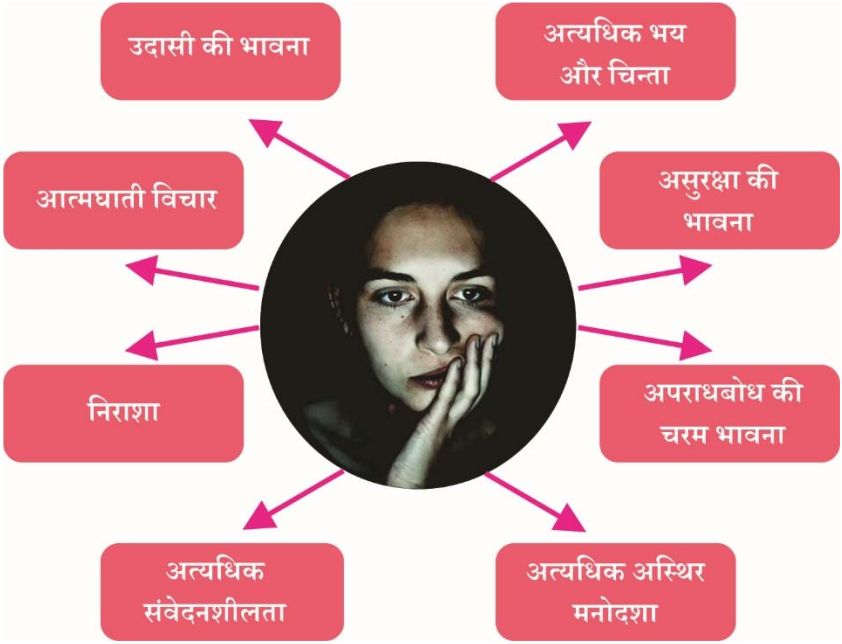 उदासी की भावना
अत्यधिक भय
और चिन्ता
आत्मघाती विचार
असुरक्षा की
भावना
निराशा
अपराधबोध की
चरम भावना
अत्यधिक
संवेदनशीलता
अत्यधिक अस्थिर
मनोदशा